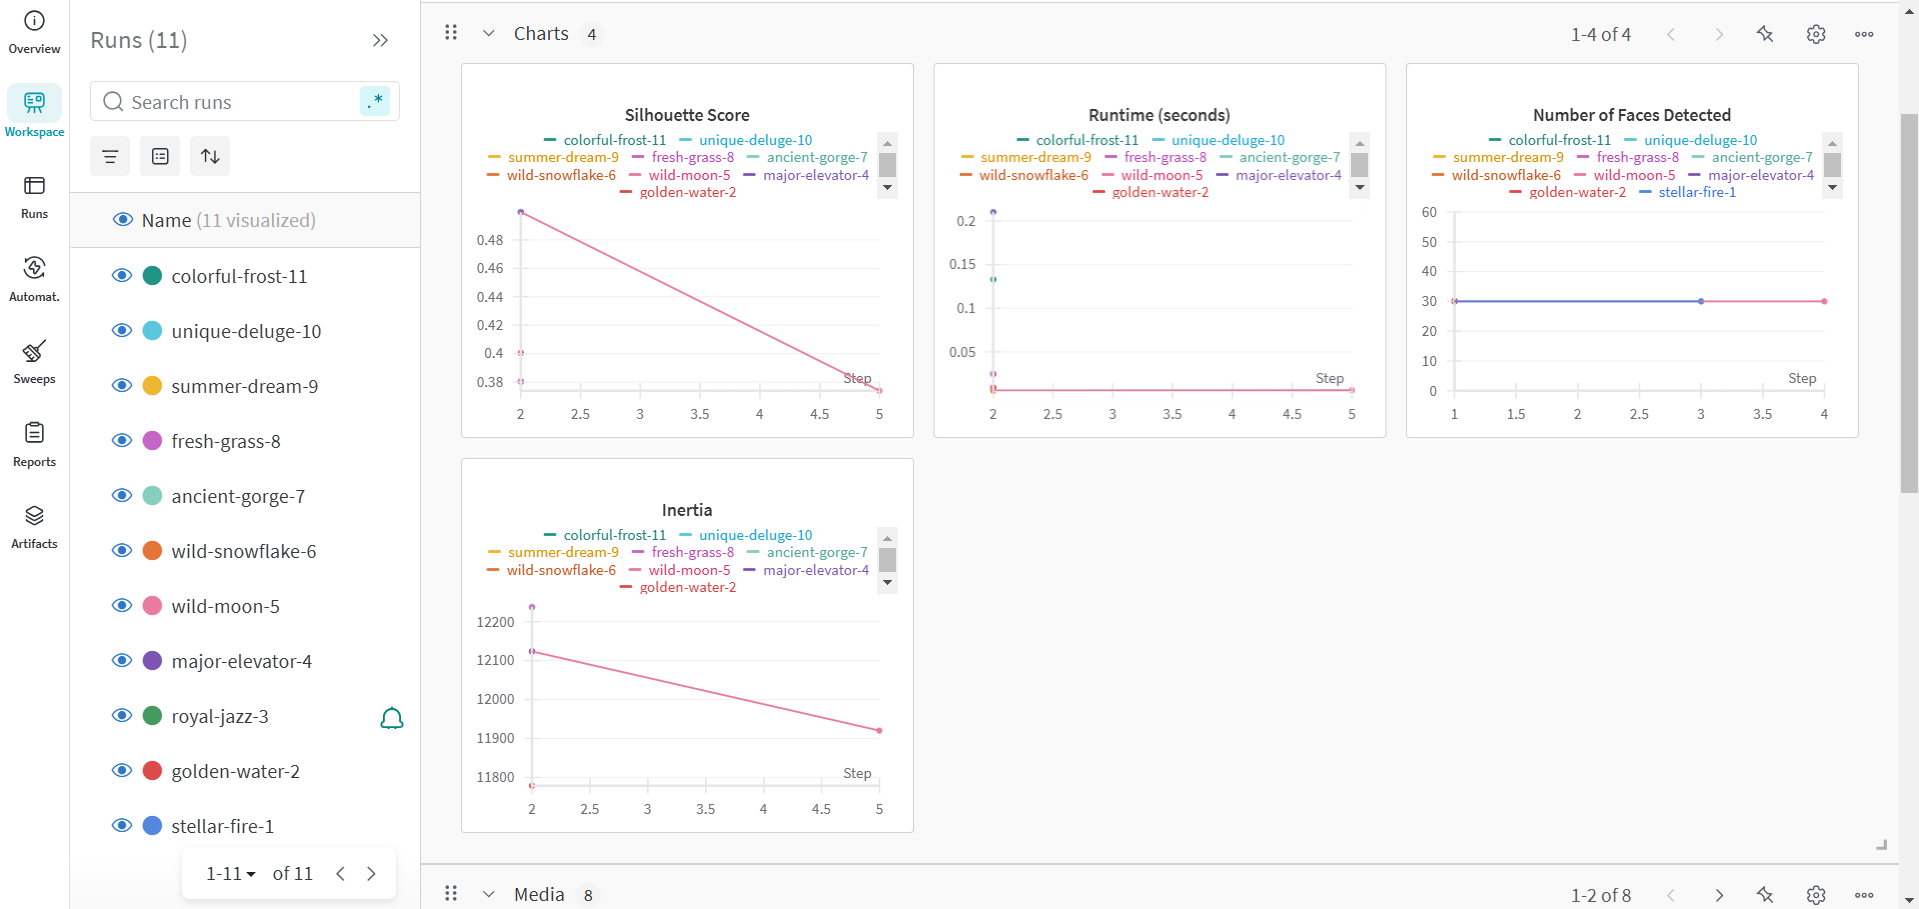 Overview
Workspace
Runs
Automat.
Sweeps
Reports
Artifacts
Runs (11)
Search runs
.*
Name (11 visualized)
colorful-frost-11
unique-deluge-10
summer-dream-9
fresh-grass-8
ancient-gorge-7
wild-snowflake-6
wild-moon-5
major-elevator-4
royal-jazz-3
golden-water-2
stellar-fire-1
1-11 of 11
Charts 4
1-4 of 4
Silhouette Score
colorful-frost-11 unique-deluge-10
summer-dream-9 fresh-grass-8 ancient-gorge-7
wild-snowflake-6 wild-moon-5 major-elevator-4
golden-water-2
0.48
0.46
0.44
0.42
0.4
0.38
Step
2 2.5 3 3.5 4 4.5 5
Runtime (seconds)
colorful-frost-11 unique-deluge-10
summer-dream-9 fresh-grass-8 ancient-gorge-7
wild-snowflake-6 wild-moon-5 major-elevator-4
golden-water-2
0.2
0.15
0.1
0.05
Step
2 2.5 3 3.5 4 4.5 5
Number of Faces Detected
colorful-frost-11 unique-deluge-10
summer-dream-9 fresh-grass-8 ancient-gorge-7
wild-snowflake-6 wild-moon-5 major-elevator-4
golden-water-2 stellar-fire-1
60
50
40
30
20
10
0
Step
1 1.5 2 2.5 3 3.5 4
Inertia
colorful-frost-11 unique-deluge-10
summer-dream-9 fresh-grass-8 ancient-gorge-7
wild-snowflake-6 wild-moon-5 major-elevator-4
golden-water-2
12200
12100
12000
11900
11800
Step
2 2.5 3 3.5 4 4.5 5
Media 8
1-2 of 8